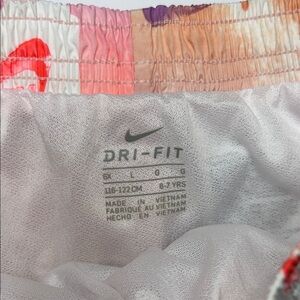 DRI-FIT
6X L G G
116-122CM 6-7 YRS
MADE IN VIETNAM
FABRIQUÉ AU VIETNAM
HECHO EN VIETNAM